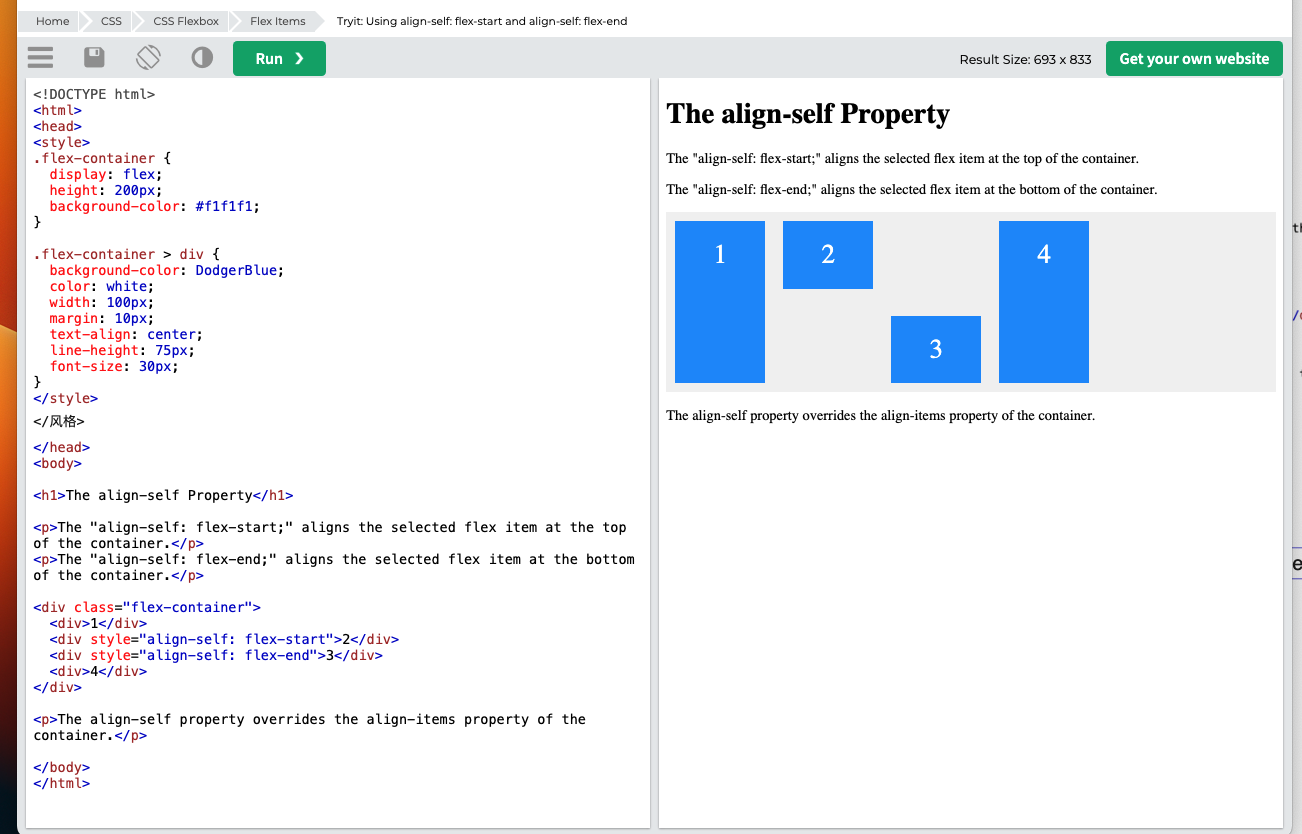 Home CSS CSS Flexbox Flex Items Tryit: Using align-self: flex-start and align-self: flex-end
Run ❯ Result Size: 693 x 833 Get your own website
<!DOCTYPE html>
<html>
<head>
<style>
.flex-container {
  display: flex;
  height: 200px;
  background-color: #f1f1f1;
}
.flex-container > div {
  background-color: DodgerBlue;
  color: white;
  width: 100px;
  margin: 10px;
  text-align: center;
  line-height: 75px;
  font-size: 30px;
}
</style>
</风格>
</head>
<body>
<h1>The align-self Property</h1>
<p>The "align-self: flex-start;" aligns the selected flex item at the top
of the container.</p>
<p>The "align-self: flex-end;" aligns the selected flex item at the bottom
of the container.</p>
<div class="flex-container">
  <div>1</div>
  <div style="align-self: flex-start">2</div>
  <div style="align-self: flex-end">3</div>
  <div>4</div>
</div>
<p>The align-self property overrides the align-items property of the
container.</p>
</body>
</html>
The align-self Property
The "align-self: flex-start;" aligns the selected flex item at the top of the container.
The "align-self: flex-end;" aligns the selected flex item at the bottom of the container.
1 2 4
3
The align-self property overrides the align-items property of the container.